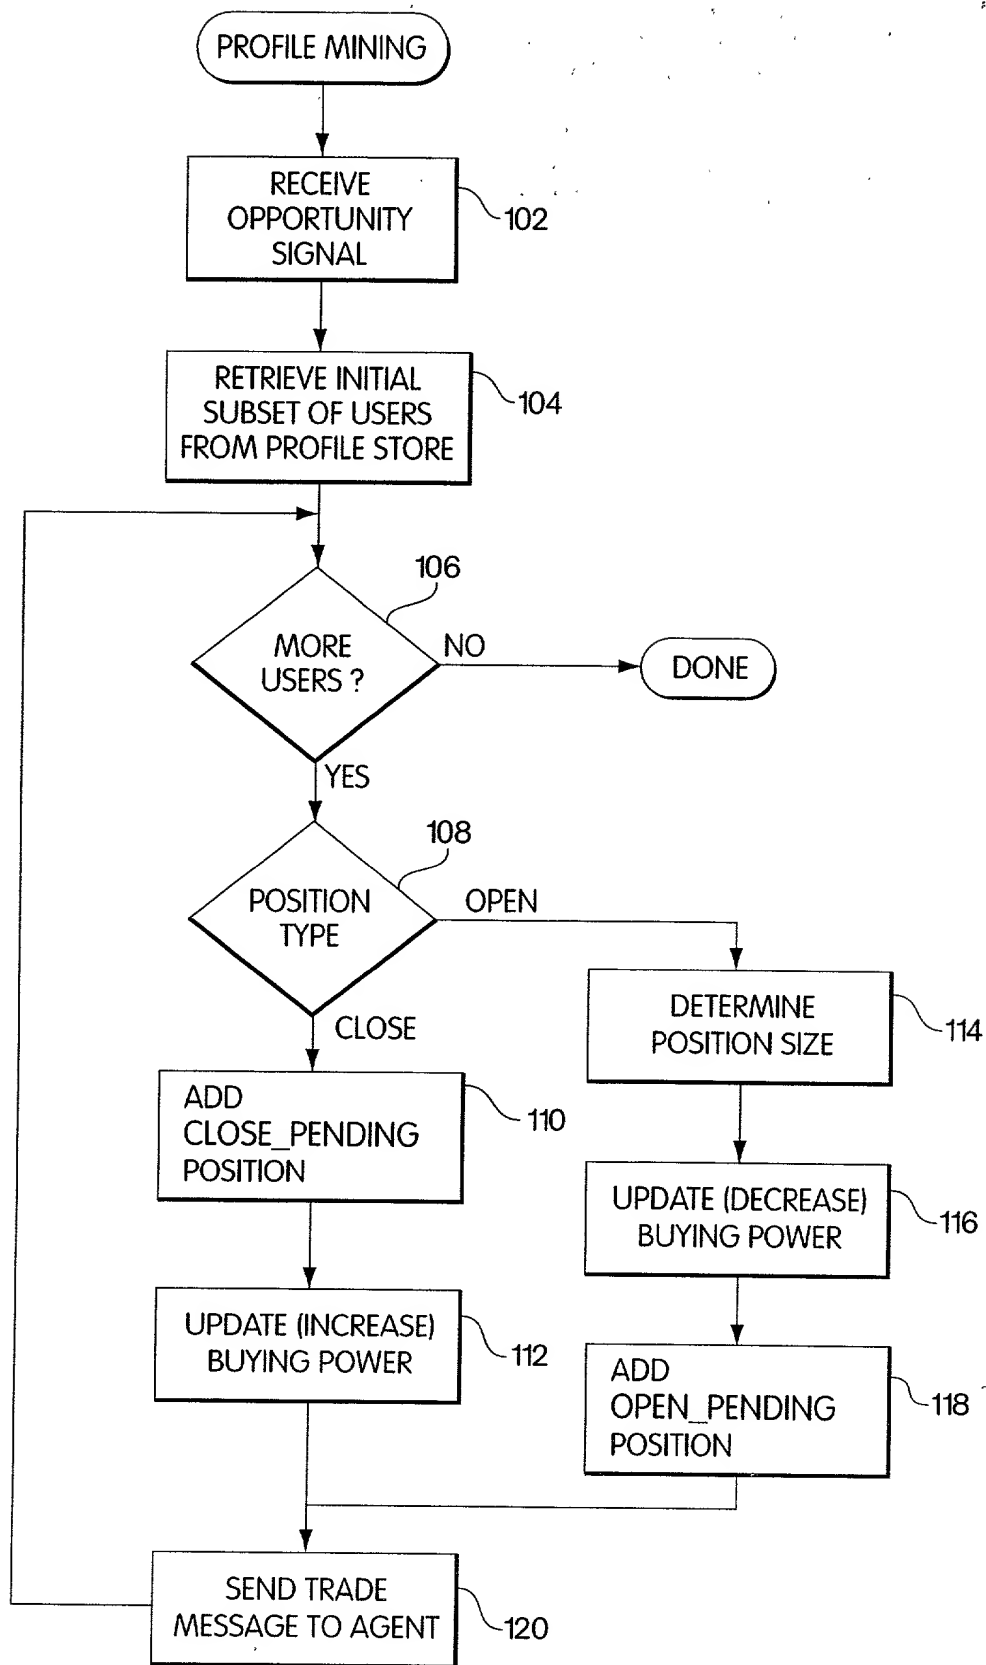 PROFILE MINING
RECEIVE
OPPORTUNITY
SIGNAL
102
RETRIEVE INITIAL
SUBSET OF USERS
FROM PROFILE STORE
104
106
MORE
USERS ?
NO
DONE
YES
108
POSITION
TYPE
OPEN
CLOSE
DETERMINE
POSITION SIZE
114
ADD
CLOSE_PENDING
POSITION
110
UPDATE (DECREASE)
BUYING POWER
116
UPDATE (INCREASE)
BUYING POWER
112
ADD
OPEN_PENDING
POSITION
118
SEND TRADE
MESSAGE TO AGENT
120